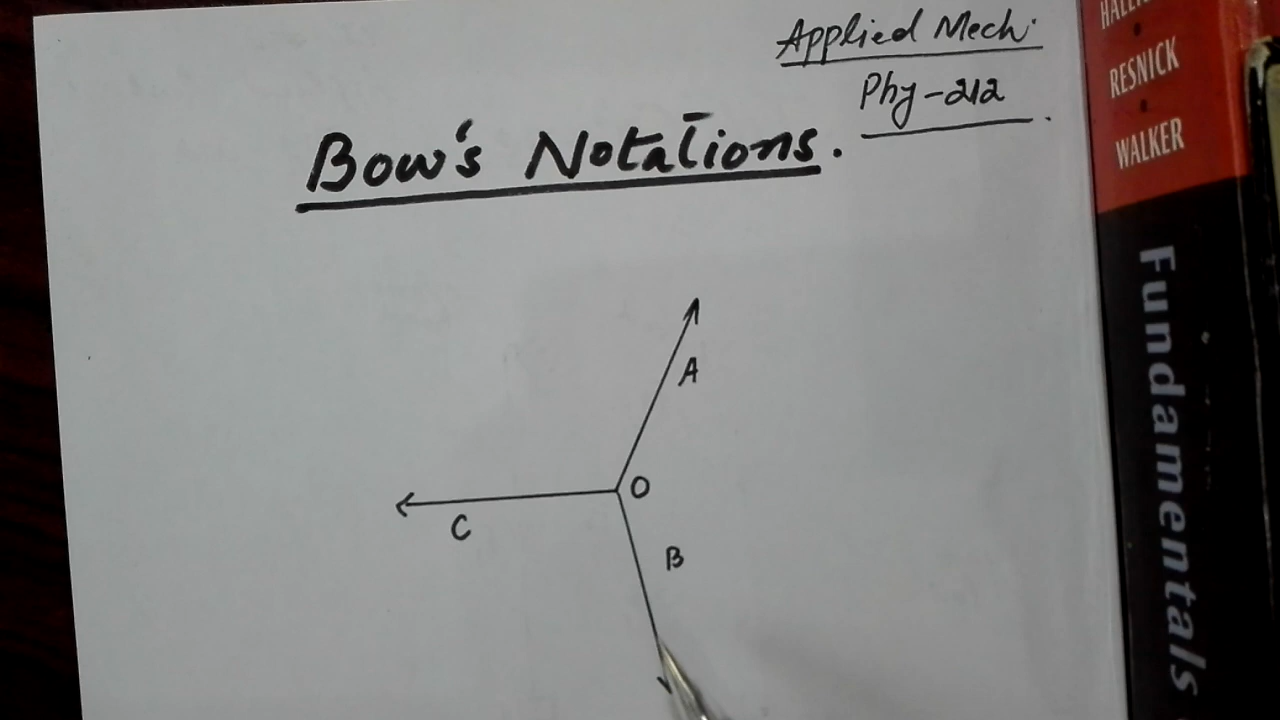 Applied Mech.
Phy-212
Bow's Notations.
A
O
C
B
RESNICK
WALKER
Fundamentals